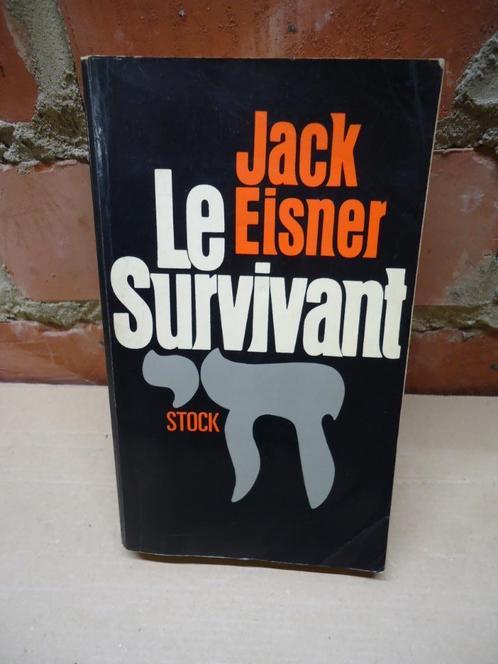 Jack
Eisner
Le
Survivant
חי
STOCK